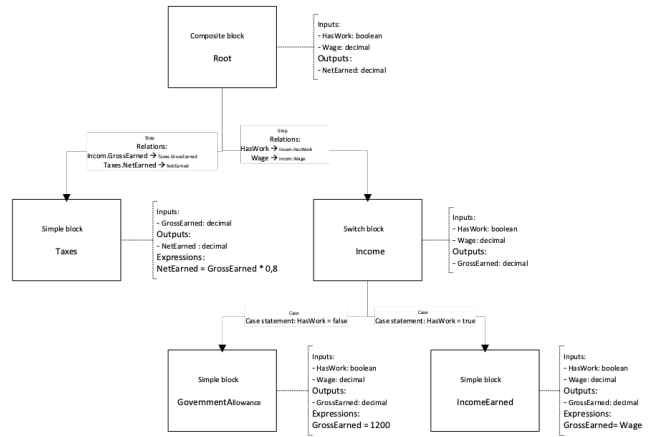 Composite block
Root
Inputs:
- HasWork: boolean
- Wage: decimal
Outputs:
- NetEarned: decimal
Step
Relations:
Incom.GrossEarned → Taxes.GrossEarned
Taxes.NetEarned → NetEarned
Step
Relations:
HasWork → Incom.HasWork
Wage → Incom.Wage
Simple block
Taxes
Inputs:
- GrossEarned: decimal
Outputs:
- NetEarned : decimal
Expressions:
NetEarned = GrossEarned * 0,8
Switch block
Income
Inputs:
- HasWork: boolean
- Wage: decimal
Outputs:
- GrossEarned: decimal
Case
Case statement: HasWork = false
Case
Case statement: HasWork = true
Simple block
GovernmentAllowance
Inputs:
- HasWork: boolean
- Wage: decimal
Outputs:
- GrossEarned: decimal
Expressions:
GrossEarned = 1200
Simple block
IncomeEarned
Inputs:
- HasWork: boolean
- Wage: decimal
Outputs:
- GrossEarned: decimal
Expressions:
GrossEarned= Wage